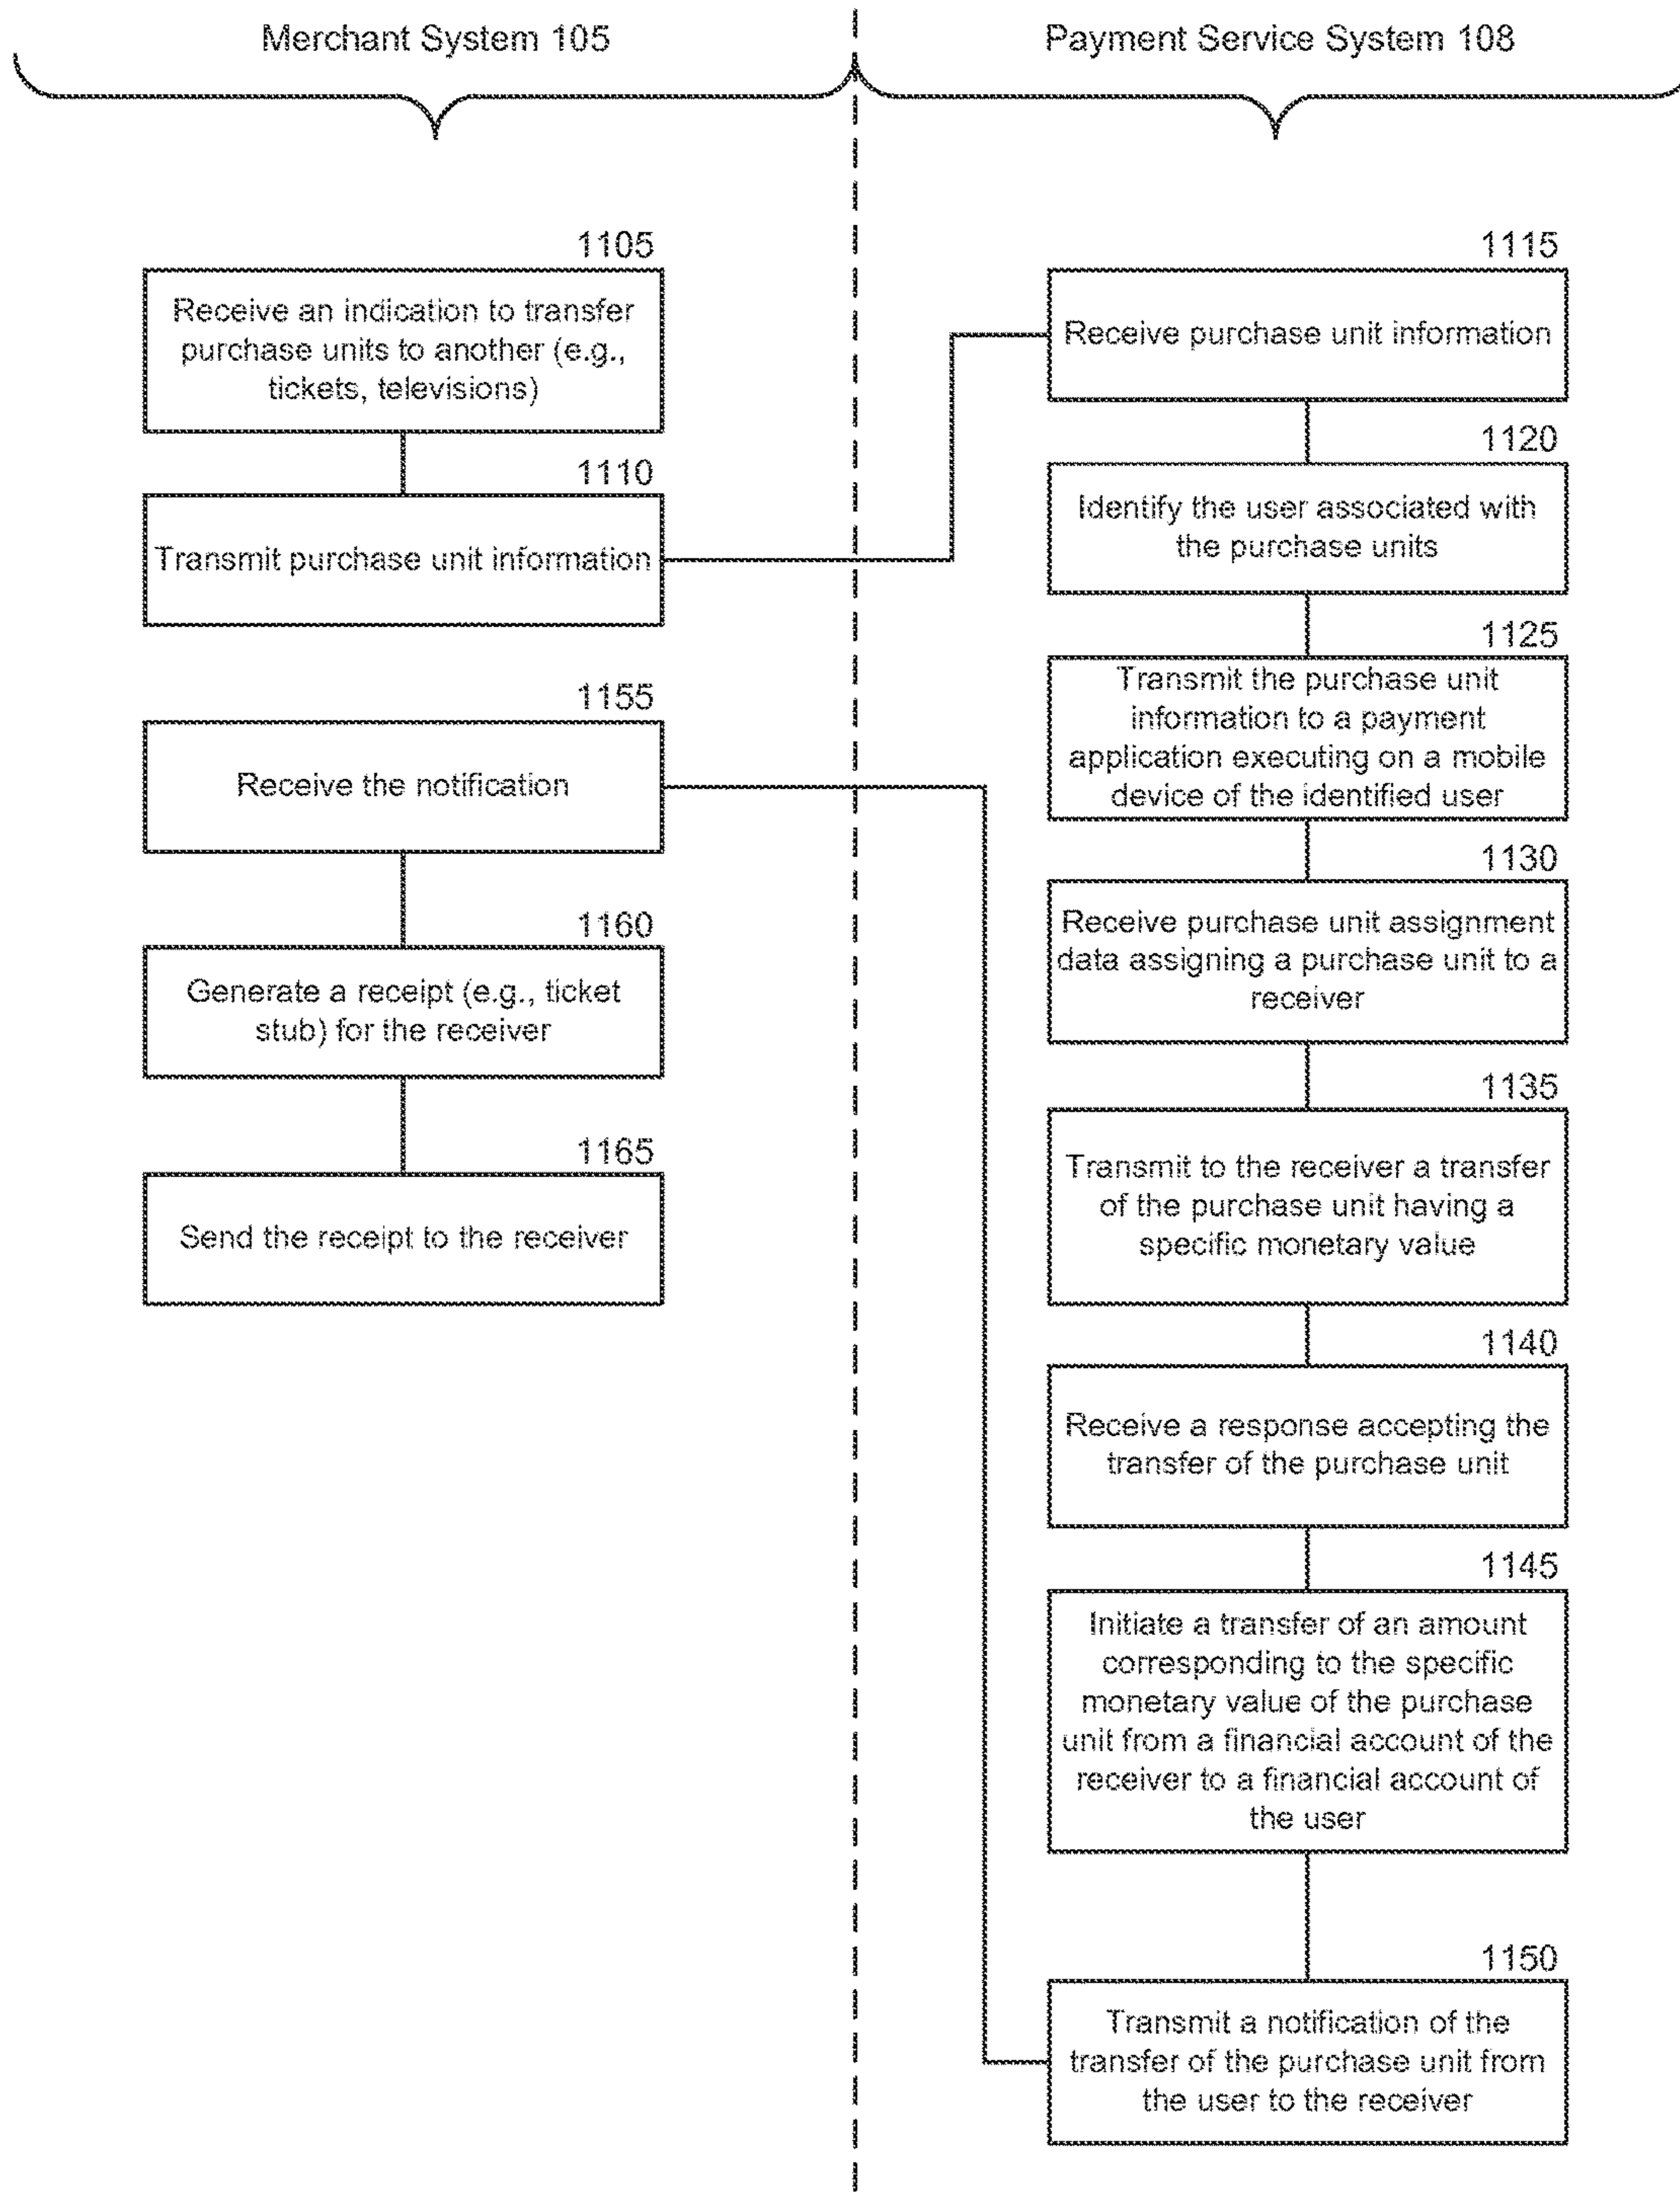 Merchant System 105
Payment Service System 108
1105
Receive an indication to transfer
purchase units to another (e.g.,
tickets, televisions)
1110
Transmit purchase unit information
1155
Receive the notification
1160
Generate a receipt (e.g., ticket
stub) for the receiver
1165
Send the receipt to the receiver
1115
Receive purchase unit information
1120
Identify the user associated with
the purchase units
1125
Transmit the purchase unit
information to a payment
application executing on a mobile
device of the identified user
1130
Receive purchase unit assignment
data assigning a purchase unit to a
receiver
1135
Transmit to the receiver a transfer
of the purchase unit having a
specific monetary value
1140
Receive a response accepting the
transfer of the purchase unit
1145
Initiate a transfer of an amount
corresponding to the specific
monetary value of the purchase
unit from a financial account of the
receiver to a financial account of
the user
1150
Transmit a notification of the
transfer of the purchase unit from
the user to the receiver